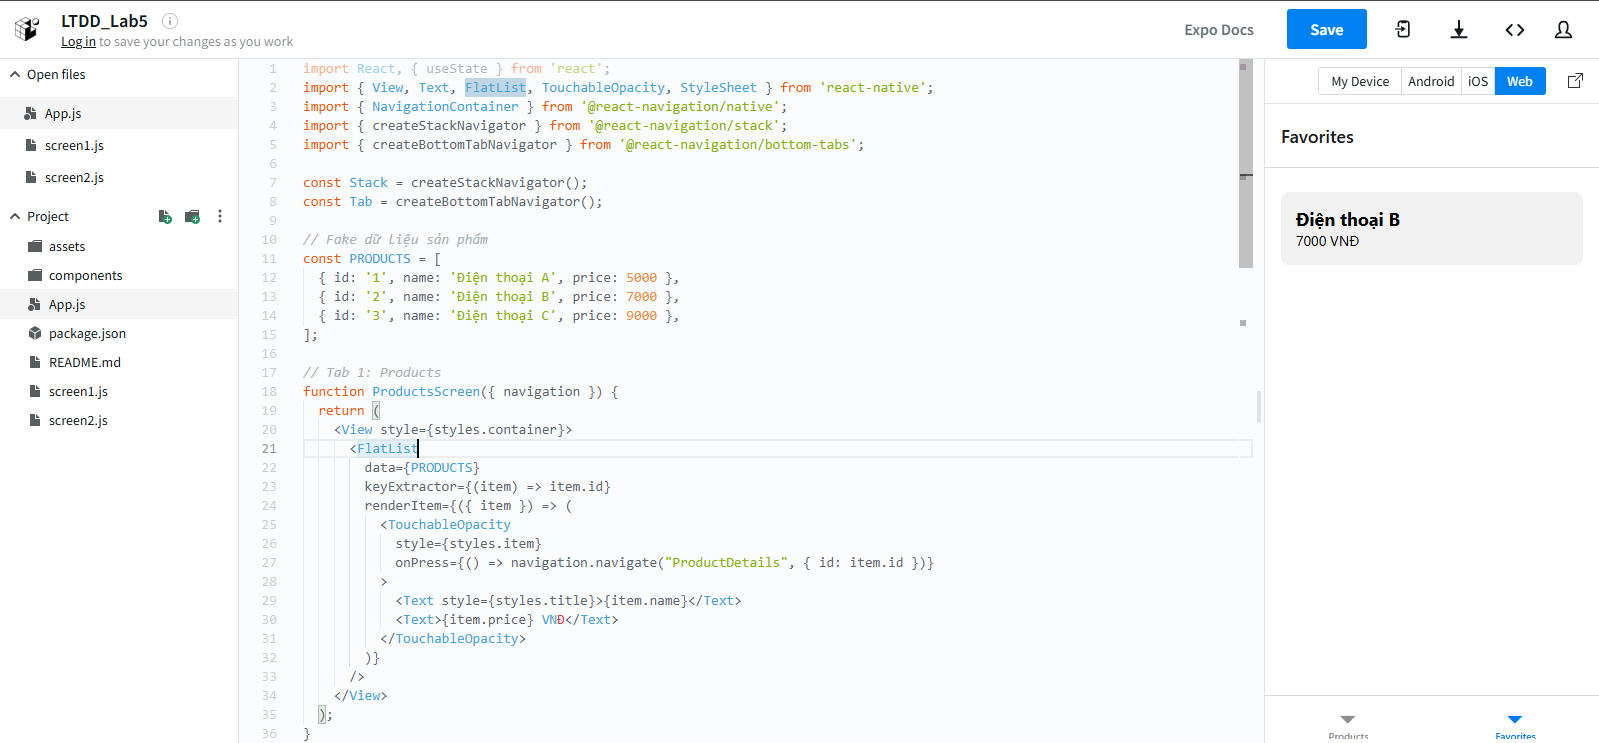 LTDD_Lab5
Log in to save your changes as you work
Expo Docs
Save
Open files
App.js
screen1.js
screen2.js
Project
assets
components
App.js
package.json
README.md
screen1.js
screen2.js
1 import React, { useState } from 'react';
2 import { View, Text, FlatList, TouchableOpacity, StyleSheet } from 'react-native';
3 import { NavigationContainer } from '@react-navigation/native';
4 import { createStackNavigator } from '@react-navigation/stack';
5 import { createBottomTabNavigator } from '@react-navigation/bottom-tabs';
6
7 const Stack = createStackNavigator();
8 const Tab = createBottomTabNavigator();
9
10 // Fake dữ liệu sản phẩm
11 const PRODUCTS = [
12 { id: '1', name: 'Điện thoại A', price: 5000 },
13 { id: '2', name: 'Điện thoại B', price: 7000 },
14 { id: '3', name: 'Điện thoại C', price: 9000 },
15 ];
16
17 // Tab 1: Products
18 function ProductsScreen({ navigation }) {
19 return (
20 <View style={styles.container}>
21 <FlatList
22 data={PRODUCTS}
23 keyExtractor={(item) => item.id}
24 renderItem={({ item }) => (
25 <TouchableOpacity
26 style={styles.item}
27 onPress={() => navigation.navigate("ProductDetails", { id: item.id })}
28 >
29 <Text style={styles.title}>{item.name}</Text>
30 <Text>{item.price} VNĐ</Text>
31 </TouchableOpacity>
32 )}
33 />
34 </View>
35 );
36 }
My Device
Android
iOS
Web
Favorites
Điện thoại B
7000 VNĐ
Products
Favorites